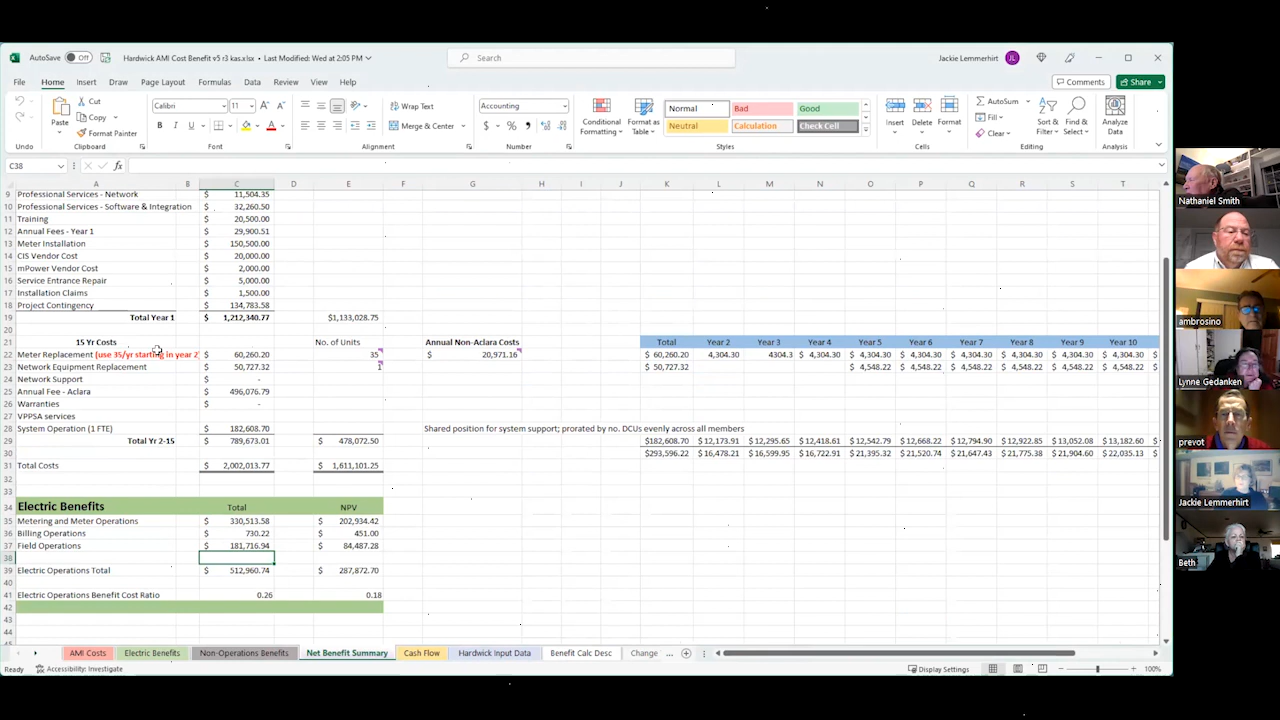 AutoSave Off Hardwick AMI Cost Benefit v5 r3 kas.xlsx • Last Modified: Wed at 2:05 PM Search Jackie Lemmerhirt JL
File Home Insert Draw Page Layout Formulas Data Review View Help Comments Share
Paste Cut Copy Format Painter Calibri 11 Wrap Text Merge & Center Accounting Conditional Formatting Format as Table Normal Bad Good Neutral Calculation Check Cell Insert Delete Format AutoSum Fill Clear Sort & Filter Find & Select Analyze Data
Undo Clipboard Font Alignment Number Styles Cells Editing Analysis
C38 fx
A B C D E F G H I J K L M N O P Q R S T
9 Professional Services - Network $ 11,504.35
10 Professional Services - Software & Integration $ 32,260.50
11 Training $ 20,500.00
12 Annual Fees - Year 1 $ 29,900.51
13 Meter Installation $ 150,500.00
14 CIS Vendor Cost $ 20,000.00
15 mPower Vendor Cost $ 2,000.00
16 Service Entrance Repair $ 5,000.00
17 Installation Claims $ 1,500.00
18 Project Contingency $ 134,783.58
19 Total Year 1 $ 1,212,340.77 $1,133,028.75
20
21 15 Yr Costs No. of Units Annual Non-Aclara Costs Total Year 2 Year 3 Year 4 Year 5 Year 6 Year 7 Year 8 Year 9 Year 10
22 Meter Replacement (use 35/yr starting in year 2) $ 60,260.20 35 $ 20,971.16 $ 60,260.20 4,304.30 4304.3 $ 4,304.30 $ 4,304.30 $ 4,304.30 $ 4,304.30 $ 4,304.30 $ 4,304.30 $ 4,304.30 $
23 Network Equipment Replacement $ 50,727.32 1 $ 50,727.32 $ 4,548.22 $ 4,548.22 $ 4,548.22 $ 4,548.22 $ 4,548.22 $ 4,548.22 $
24 Network Support $ -
25 Annual Fee - Aclara $ 496,076.79
26 Warranties $ -
27 VPPSA services
28 System Operation (1 FTE) $ 182,608.70 Shared position for system support; prorated by no. DCUs evenly across all members
29 Total Yr 2-15 $ 789,673.01 $ 478,072.50 $182,608.70 $ 12,173.91 $ 12,295.65 $ 12,418.61 $ 12,542.79 $ 12,668.22 $ 12,794.90 $ 12,922.85 $ 13,052.08 $ 13,182.60 $
30 $293,596.22 $ 16,478.21 $ 16,599.95 $ 16,722.91 $ 21,395.32 $ 21,520.74 $ 21,647.43 $ 21,775.38 $ 21,904.60 $ 22,035.13 $
31 Total Costs $ 2,002,013.77 $ 1,611,101.25
32
33
34 Electric Benefits Total NPV
35 Metering and Meter Operations $ 330,513.58 $ 202,934.42
36 Billing Operations $ 730.22 $ 451.00
37 Field Operations $ 181,716.94 $ 84,487.28
38
39 Electric Operations Total $ 512,960.74 $ 287,872.70
40
41 Electric Operations Benefit Cost Ratio 0.26 0.18
42
43
44
AMI Costs Electric Benefits Non-Operations Benefits Net Benefit Summary Cash Flow Hardwick Input Data Benefit Calc Desc Change ...
Ready Accessibility: Investigate Display Settings 100%
Nathaniel Smith
ambrosino
Lynne Gedanken
prevot
Jackie Lemmerhirt
Beth